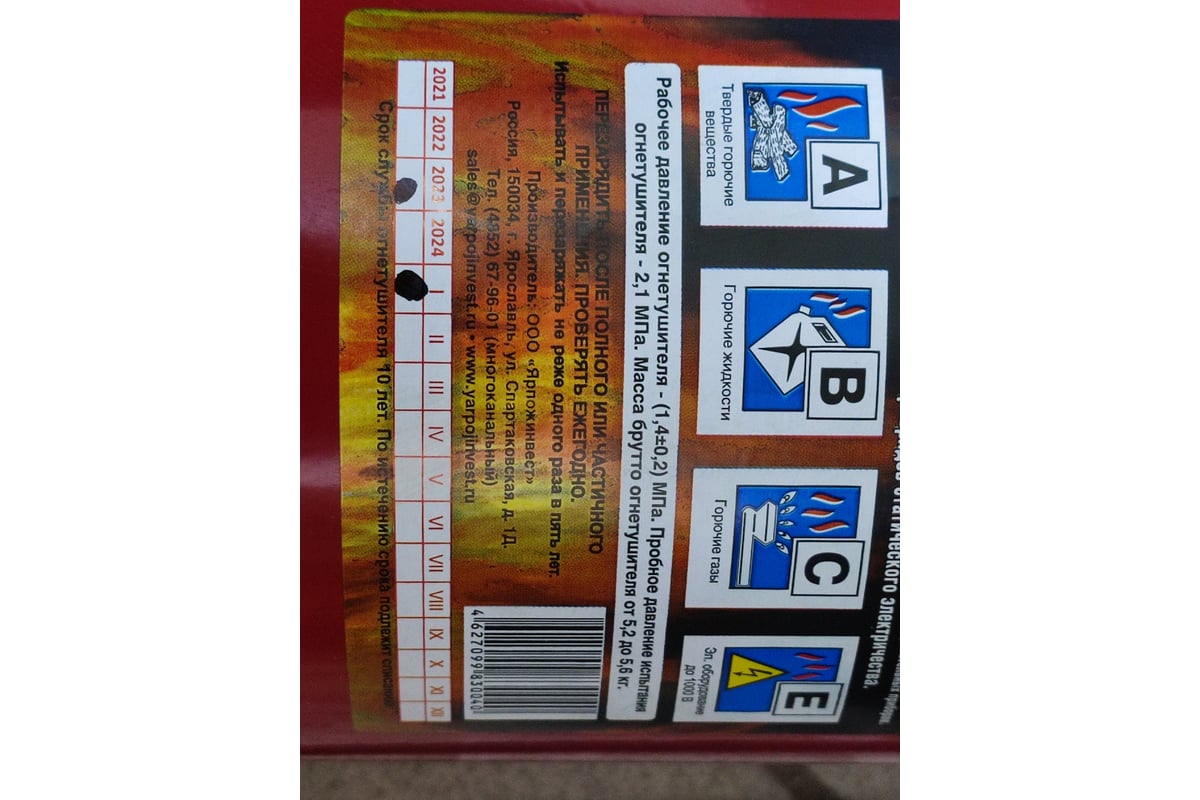 статического электричества.
A
Твердые горючие
вещества
B
Горючие жидкости
C
Горючие газы
E
Эл. оборудование
до 1000 В
Рабочее давление огнетушителя - (1,4±0,2) МПа. Пробное давление испытания
огнетушителя - 2,1 МПа. Масса брутто огнетушителя от 5,2 до 5,6 кг.
ПЕРЕЗАРЯДИТЬ ПОСЛЕ ПОЛНОГО ИЛИ ЧАСТИЧНОГО
ПРИМЕНЕНИЯ. ПРОВЕРЯТЬ ЕЖЕГОДНО.
Испытывать и перезаряжать не реже одного раза в пять лет.
Производитель: ООО «Ярпожинвест»
Россия, 150034, г. Ярославль, ул. Спартаковская, д. 1Д.
Тел. (4852) 67-96-01 (многоканальный)
sales@yarpojinvest.ru • www.yarpojinvest.ru
4 627099 830040
2021 2022 2023 2024 I II III IV V VI VII VIII IX X XI XII
Срок службы огнетушителя 10 лет. По истечению срока подлежит списанию